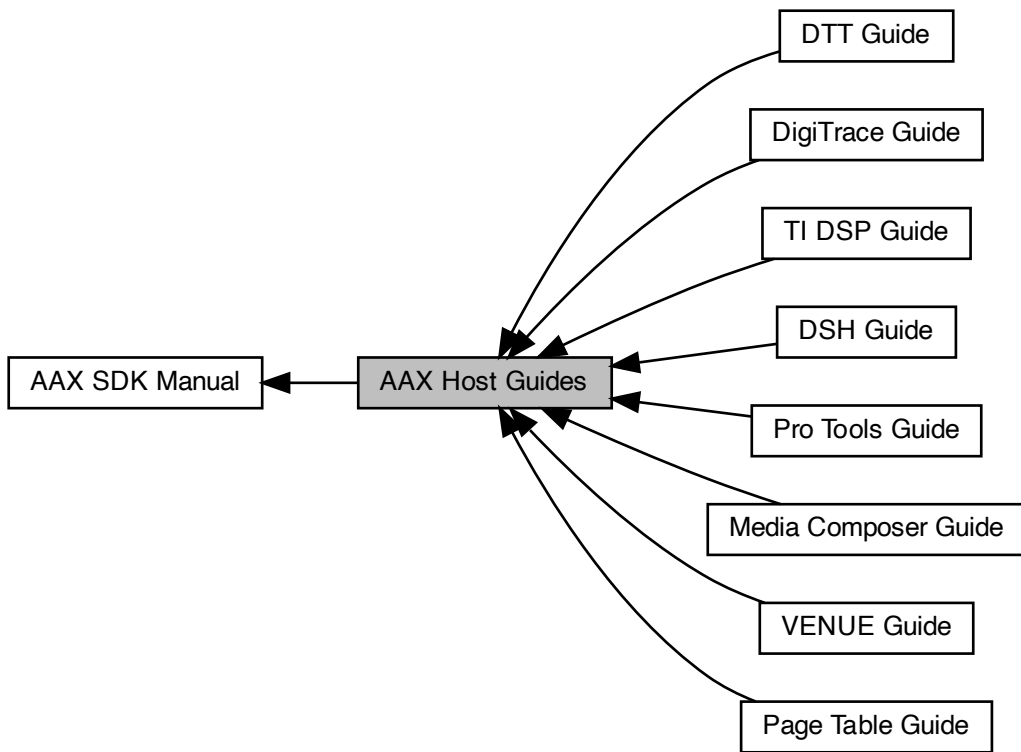 DTT Guide
DigiTrace Guide
TI DSP Guide
DSH Guide
AAX SDK Manual
AAX Host Guides
Pro Tools Guide
Media Composer Guide
VENUE Guide
Page Table Guide